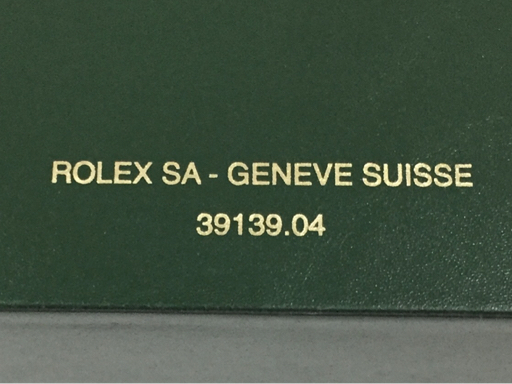 ROLEX SA - GENEVE SUISSE
39139.04